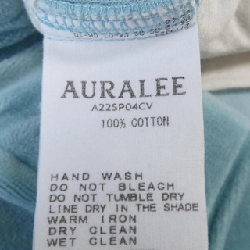 AURALEE
A22SP04CV
100% COTTON
HAND WASH
DO NOT BLEACH
DO NOT TUMBLE DRY
LINE DRY IN THE SHADE
WARM IRON
DRY CLEAN
WET CLEAN